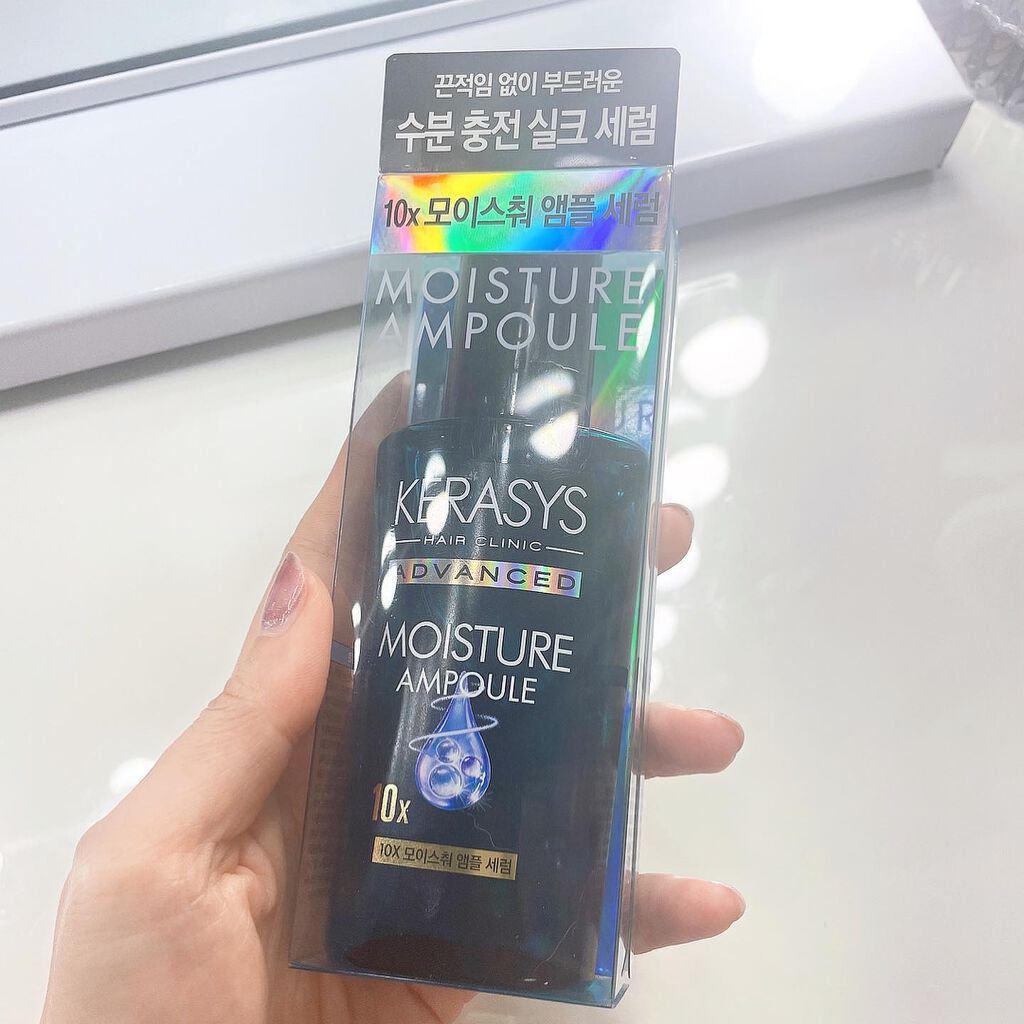 끈적임 없이 부드러운
수분 충전 실크 세럼
10x 모이스춰 앰플 세럼
MOISTURE
AMPOULE
KERASYS
HAIR CLINIC
ADVANCED
MOISTURE
AMPOULE
10X
10X 모이스춰 앰플 세럼